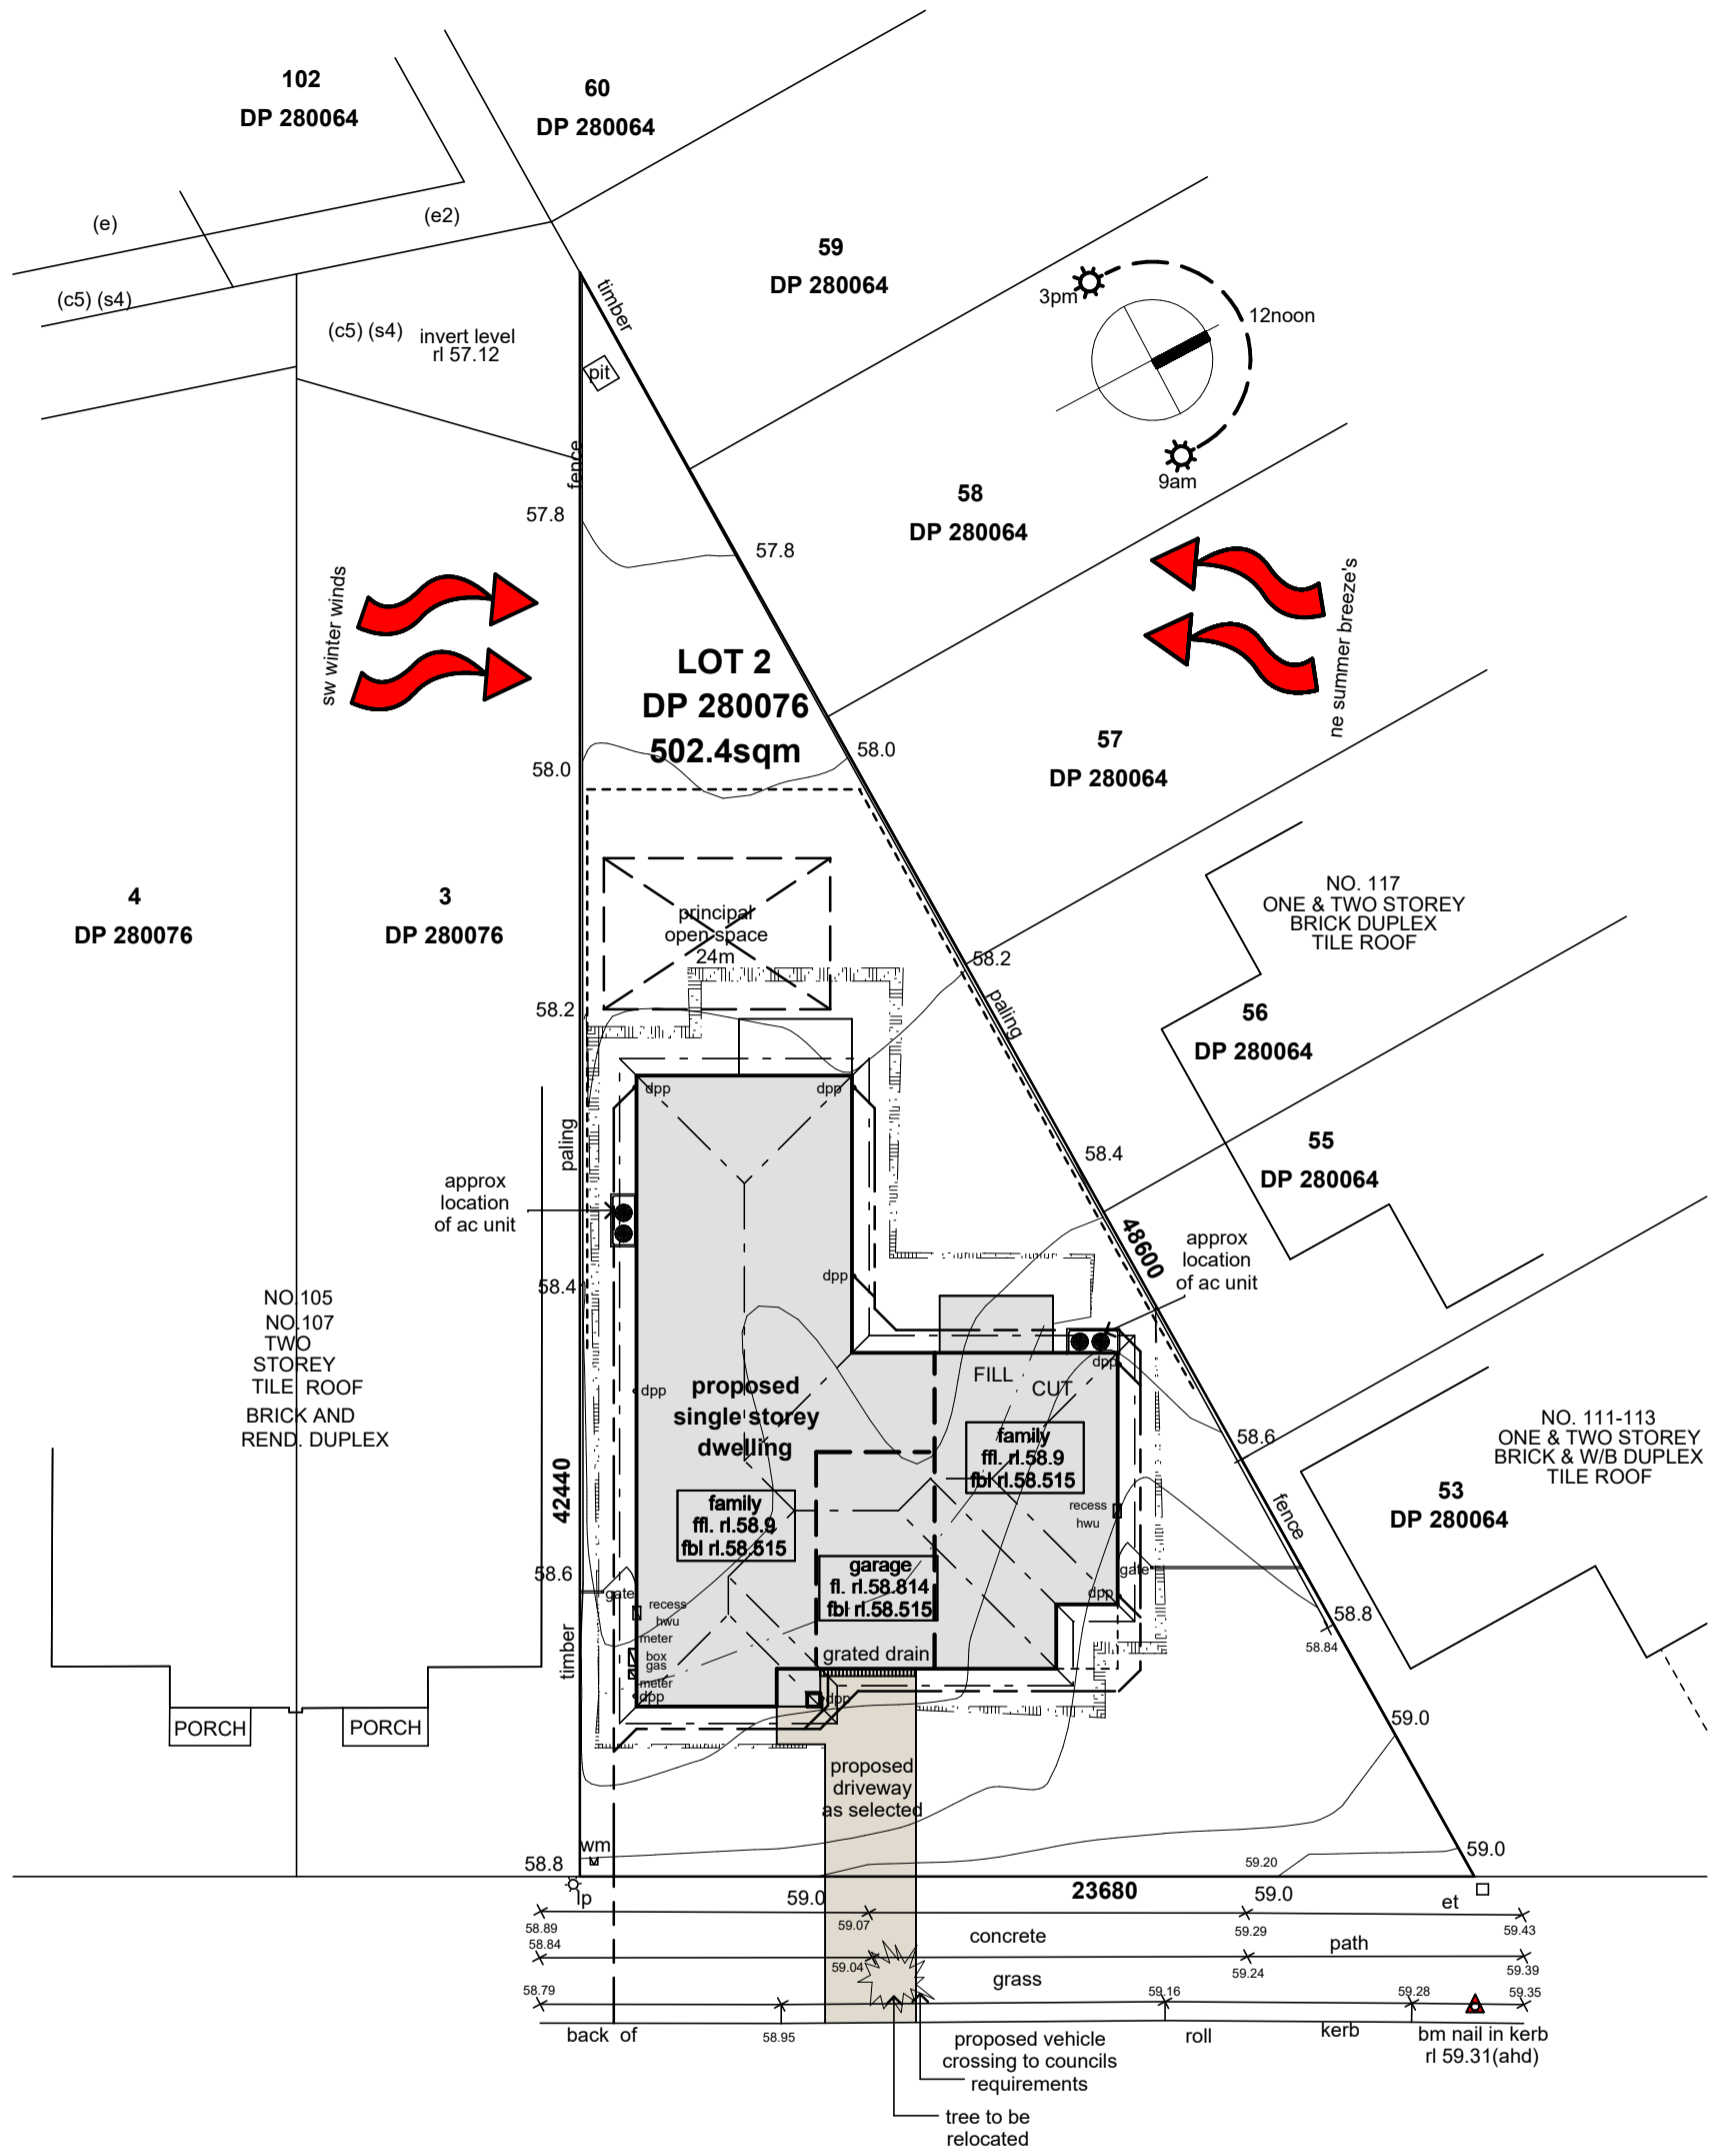 102
DP 280064
60
DP 280064
(e)
(e2)
59
DP 280064
(c5) (s4)
(c5) (s4)
invert level
rl 57.12
timber
pit
3pm
12noon
9am
fence
57.8
57.8
58
DP 280064
sw winter winds
ne summer breeze's
LOT 2
DP 280076
502.4sqm
58.0
58.0
57
DP 280064
4
DP 280076
3
DP 280076
principal
open space
24m
58.2
58.2
paling
NO. 117
ONE & TWO STOREY
BRICK DUPLEX
TILE ROOF
56
DP 280064
dpp
dpp
paling
58.4
55
DP 280064
approx
location
of ac unit
48600
approx
location
of ac unit
dpp
58.4
NO.105
NO.107
TWO
STOREY
TILE ROOF
BRICK AND
REND. DUPLEX
dpp
FILL
CUT
dpp
proposed
single storey
dwelling
family
ffl. rl.58.9
fbl rl.58.515
58.6
NO. 111-113
ONE & TWO STOREY
BRICK & W/B DUPLEX
TILE ROOF
53
DP 280064
42440
family
ffl. rl.58.9
fbl rl.58.515
recess
hwu
fence
garage
fl. rl.58.814
fbl rl.58.515
58.6
gate
gate
dpp
recess
hwu
meter
box
gas
meter
dpp
timber
grated drain
dpp
58.8
58.84
59.0
PORCH
PORCH
proposed
driveway
as selected
wm
58.8
59.0
59.20
lp
59.0
23680
59.0
et
58.89
59.07
59.29
59.43
concrete
path
58.84
59.04
59.24
59.39
grass
58.79
58.95
59.16
59.28
59.35
back of
roll
kerb
bm nail in kerb
rl 59.31(ahd)
proposed vehicle
crossing to councils
requirements
tree to be
relocated